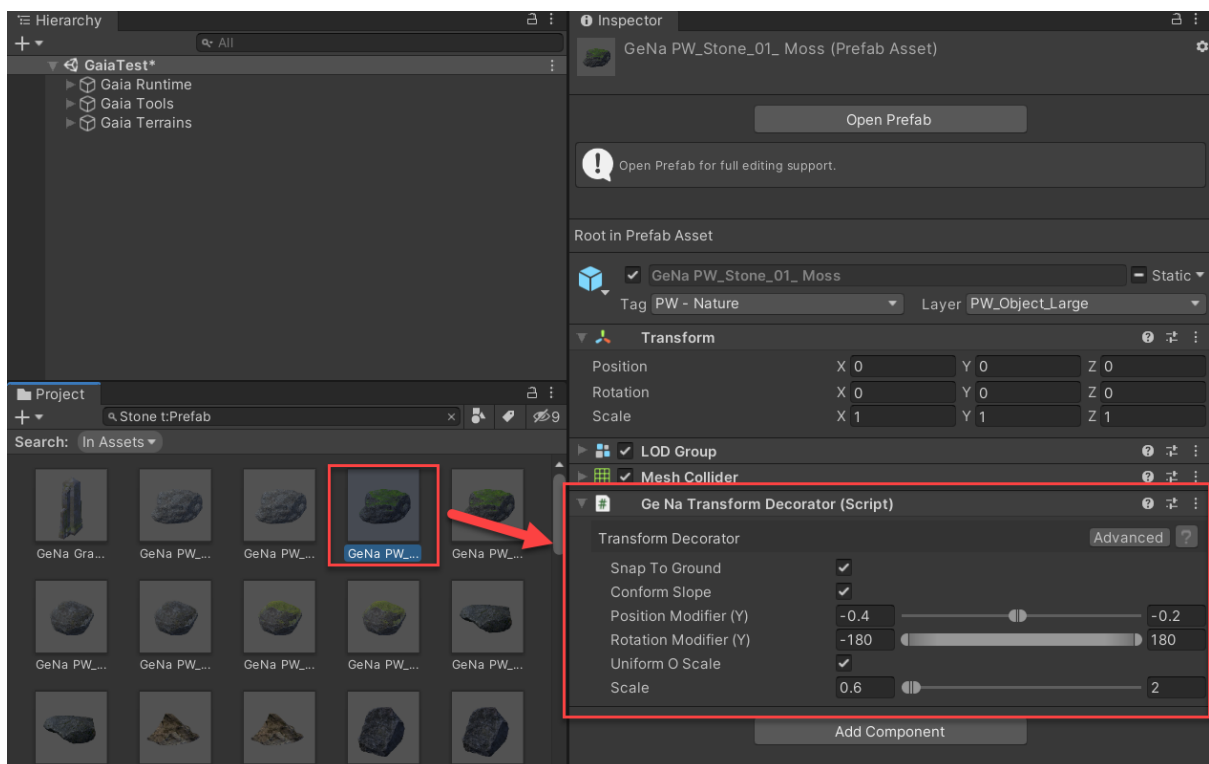 Hierarchy
All
GaiaTest*
Gaia Runtime
Gaia Tools
Gaia Terrains
Project
Stone t:Prefab
9
Search: In Assets
GeNa Gra... GeNa PW_... GeNa PW_... GeNa PW_... GeNa PW_...
GeNa PW_... GeNa PW_... GeNa PW_... GeNa PW_... GeNa PW_...
Inspector
GeNa PW_Stone_01_ Moss (Prefab Asset)
Open Prefab
Open Prefab for full editing support.
Root in Prefab Asset
GeNa PW_Stone_01_ Moss Static
Tag PW - Nature Layer PW_Object_Large
Transform
Position X 0 Y 0 Z 0
Rotation X 0 Y 0 Z 0
Scale X 1 Y 1 Z 1
LOD Group
Mesh Collider
# Ge Na Transform Decorator (Script)
Transform Decorator Advanced ?
Snap To Ground
Conform Slope
Position Modifier (Y) -0.4 -0.2
Rotation Modifier (Y) -180 180
Uniform O Scale
Scale 0.6 2
Add Component